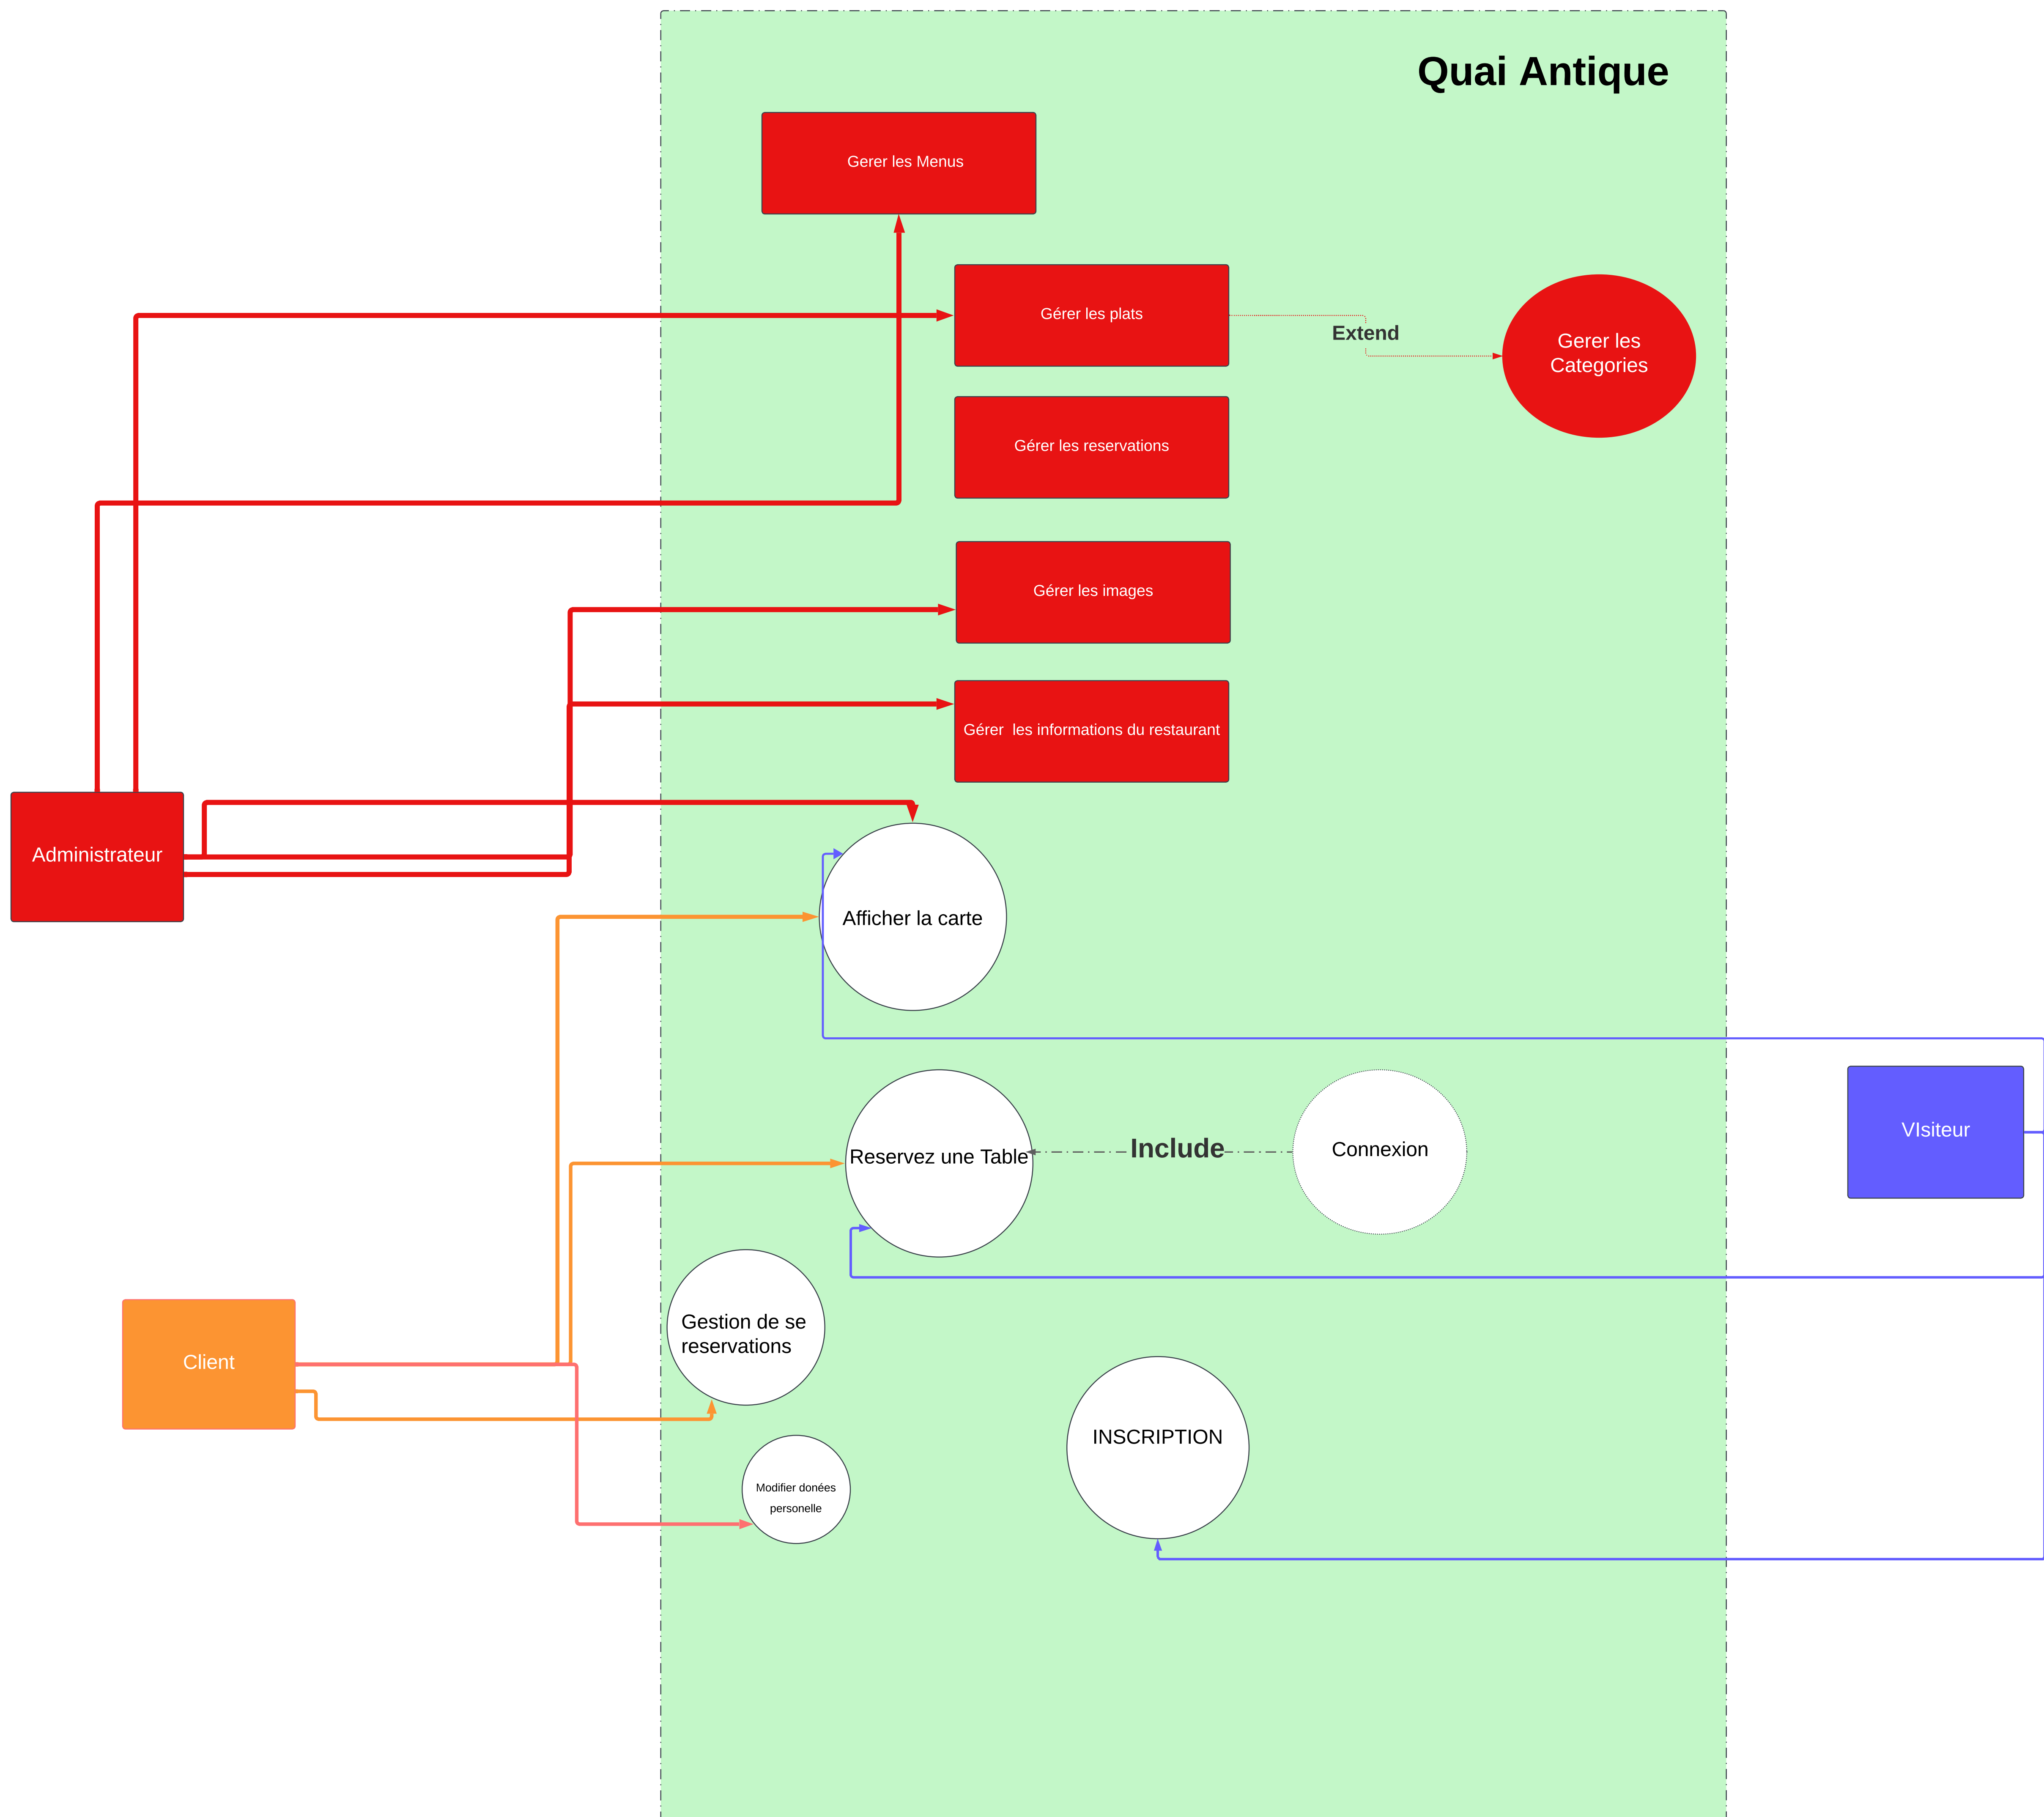 Quai Antique
Gerer les Menus
Gérer les plats
Extend
Gerer les
Categories
Gérer les reservations
Gérer les images
Gérer  les informations du restaurant
Administrateur
Afficher la carte
VIsiteur
Reservez une Table
Include
Connexion
Gestion de se
reservations
Client
INSCRIPTION
Modifier donées
personelle